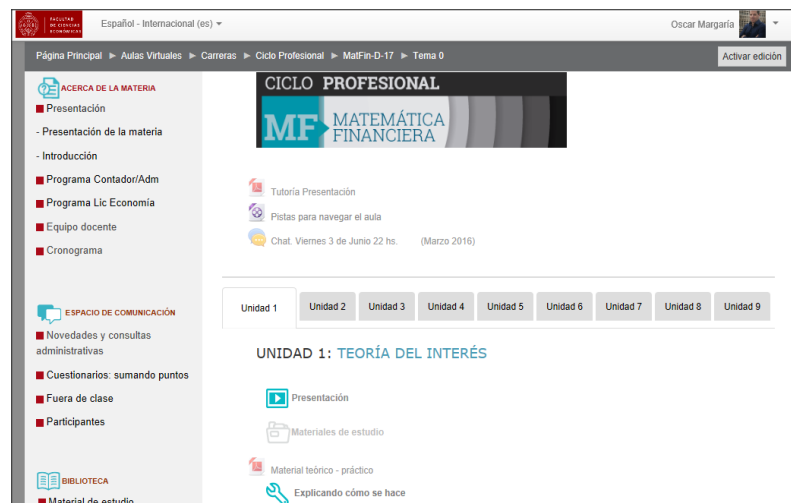 FACULTAD
DE CIENCIAS
ECONÓMICAS
Español - Internacional (es)
Oscar Margaría
Página Principal ► Aulas Virtuales ► Carreras ► Ciclo Profesional ► MatFin-D-17 ► Tema 0
Activar edición
ACERCA DE LA MATERIA
Presentación
- Presentación de la materia
- Introducción
Programa Contador/Adm
Programa Lic Economía
Equipo docente
Cronograma
ESPACIO DE COMUNICACIÓN
Novedades y consultas
administrativas
Cuestionarios: sumando puntos
Fuera de clase
Participantes
BIBLIOTECA
Material de estudio
CICLO PROFESIONAL
MF MATEMÁTICA
FINANCIERA
Tutoría Presentación
Pistas para navegar el aula
Chat. Viernes 3 de Junio 22 hs. (Marzo 2016)
Unidad 1 Unidad 2 Unidad 3 Unidad 4 Unidad 5 Unidad 6 Unidad 7 Unidad 8 Unidad 9
UNIDAD 1: TEORÍA DEL INTERÉS
Presentación
Materiales de estudio
Material teòrico - pràctico
Explicando cómo se hace